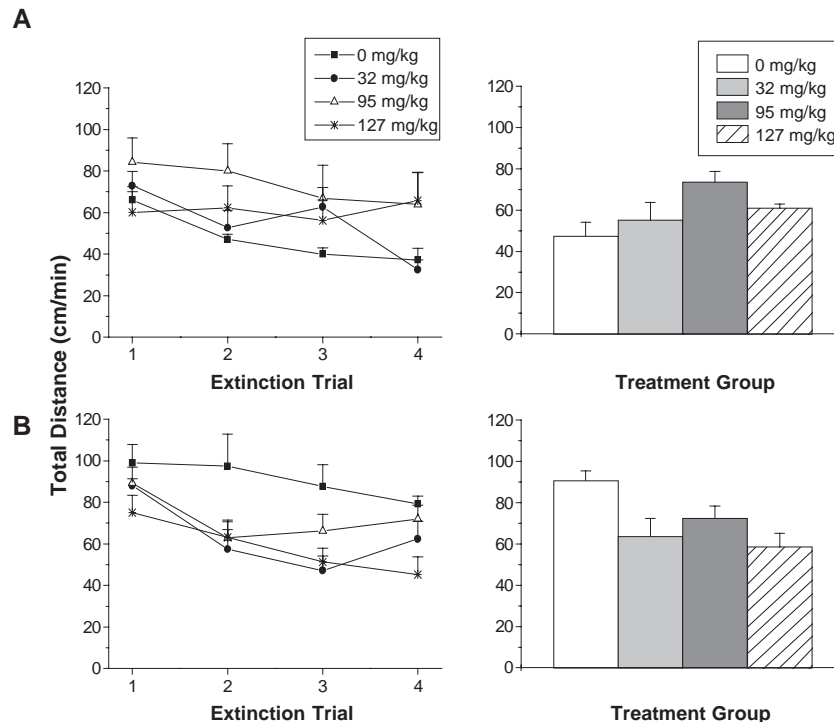 A
0 mg/kg
32 mg/kg
95 mg/kg
127 mg/kg
120
100
80
60
40
20
0
1 2 3 4
Extinction Trial
0 mg/kg
32 mg/kg
95 mg/kg
127 mg/kg
120
100
80
60
40
20
0
Treatment Group
Total Distance (cm/min)
B
120
100
80
60
40
20
0
1 2 3 4
Extinction Trial
120
100
80
60
40
20
0
Treatment Group